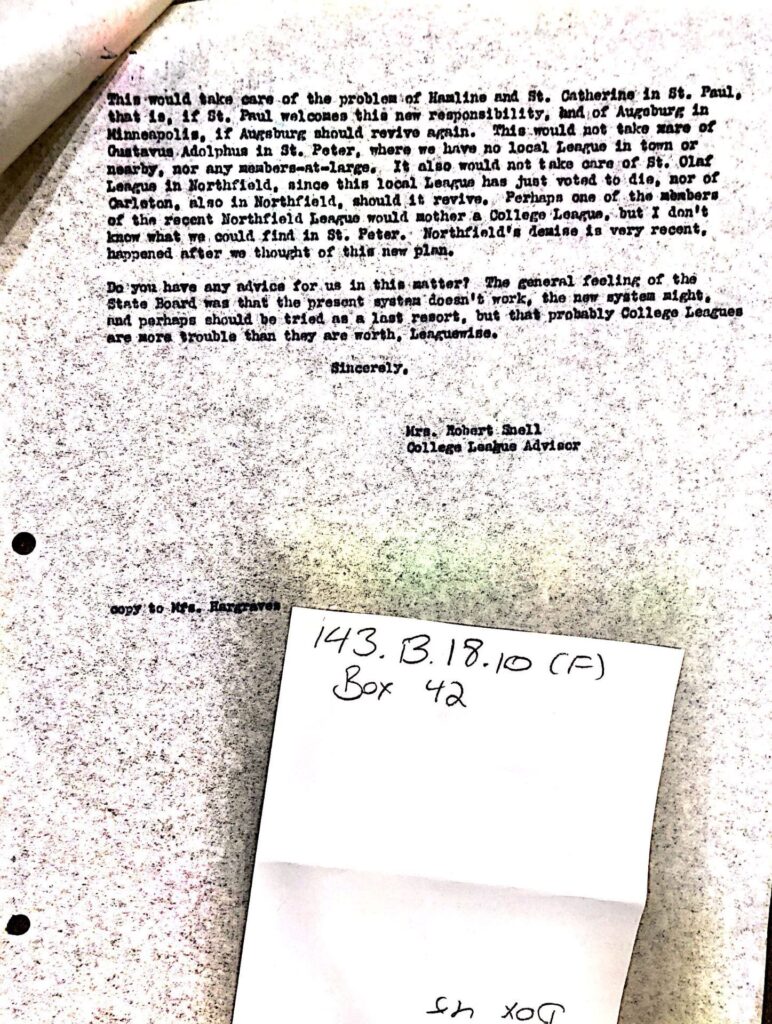 This would take care of the problem of Hamline and St. Catherine in St. Paul,
that is, if St. Paul welcomes this new responsibility, and of Augsburg in
Minneapolis, if Augsburg should revive again. This would not take mare of
Gustavus Adolphus in St. Peter, where we have no local League in town or
nearby, nor any members-at-large. It also would not take care of St. Olaf
League in Northfield, since this local League has just voted to die, nor of
Carleton, also in Northfield, should it revive. Perhaps one of the members
of the recent Northfield League would mother a College League, but I don't
know what we could find in St. Peter. Northfield's demise is very recent,
happened after we thought of this new plan.
Do you have any advice for us in this matter? The general feeling of the
State Board was that the present system doesn't work, the new system might,
and perhaps should be tried as a last resort, but that probably College Leagues
are more trouble than they are worth, Leaguewise.
Sincerely,
Mrs. Robert Snell
College League Advisor
copy to Mrs. Hargraves
143.B.18.10 (F)
Box 42
Box